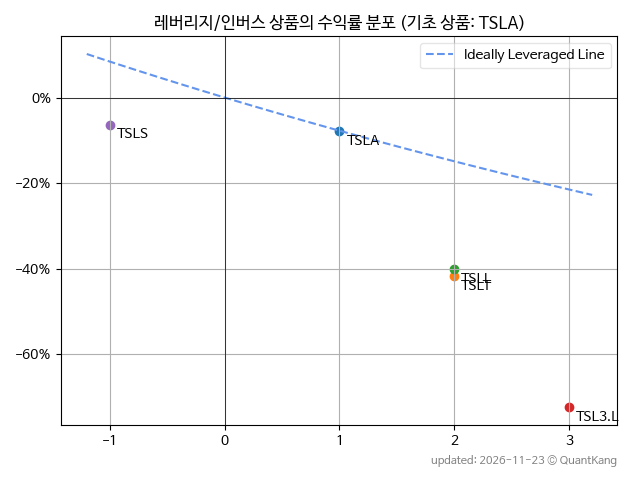 레버리지/인버스 상품의 수익률 분포 (기초 상품: TSLA)
Ideally Leveraged Line
0%
−20%
−40%
−60%
TSLS
TSLA
TSLL
TSLT
TSL3.L
−1 0 1 2 3
updated: 2026-11-23 © QuantKang